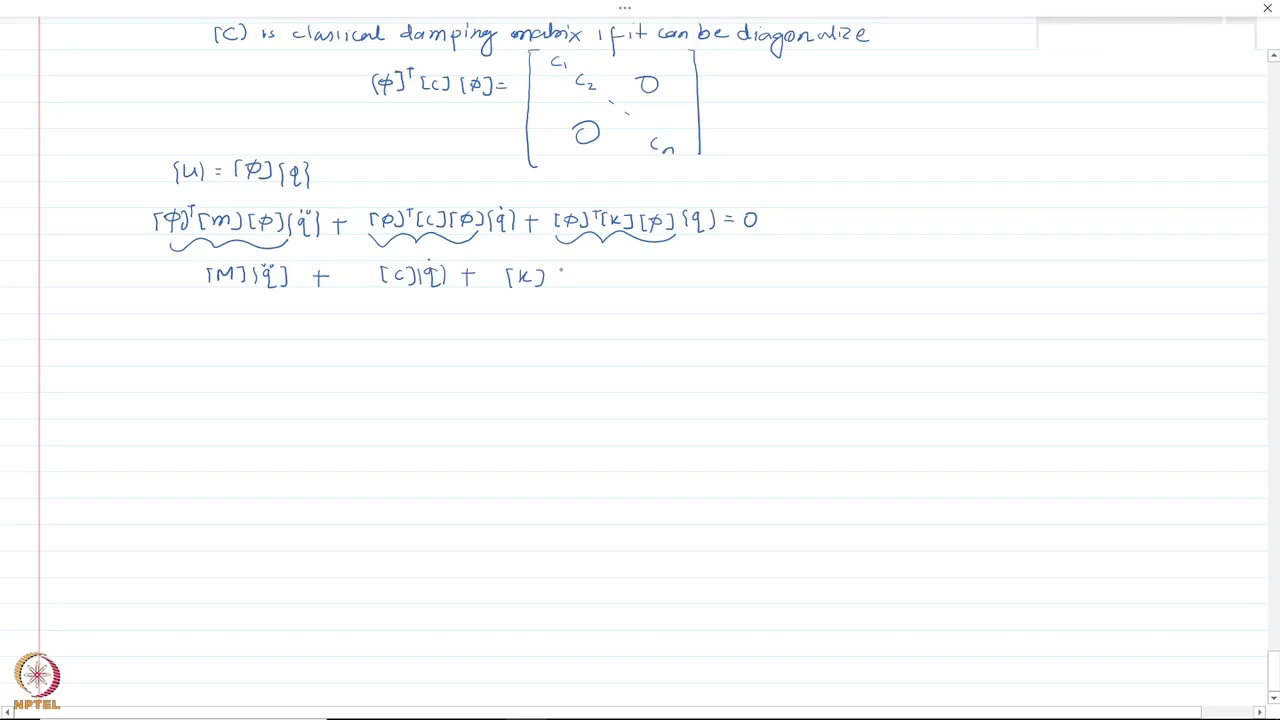 [C] is classical damping matrix if it can be diagonalize
[ϕ]ᵀ[C][ϕ] = [C₁ C₂ ⋱ Cₙ 0 0]
{u} = [ϕ]{q}
[ϕ]ᵀ[m][ϕ]{q̈} + [ϕ]ᵀ[C][ϕ]{q̇} + [ϕ]ᵀ[k][ϕ]{q} = 0
[M]{q̈} + [C]{q̇} + [K]
NPTEL